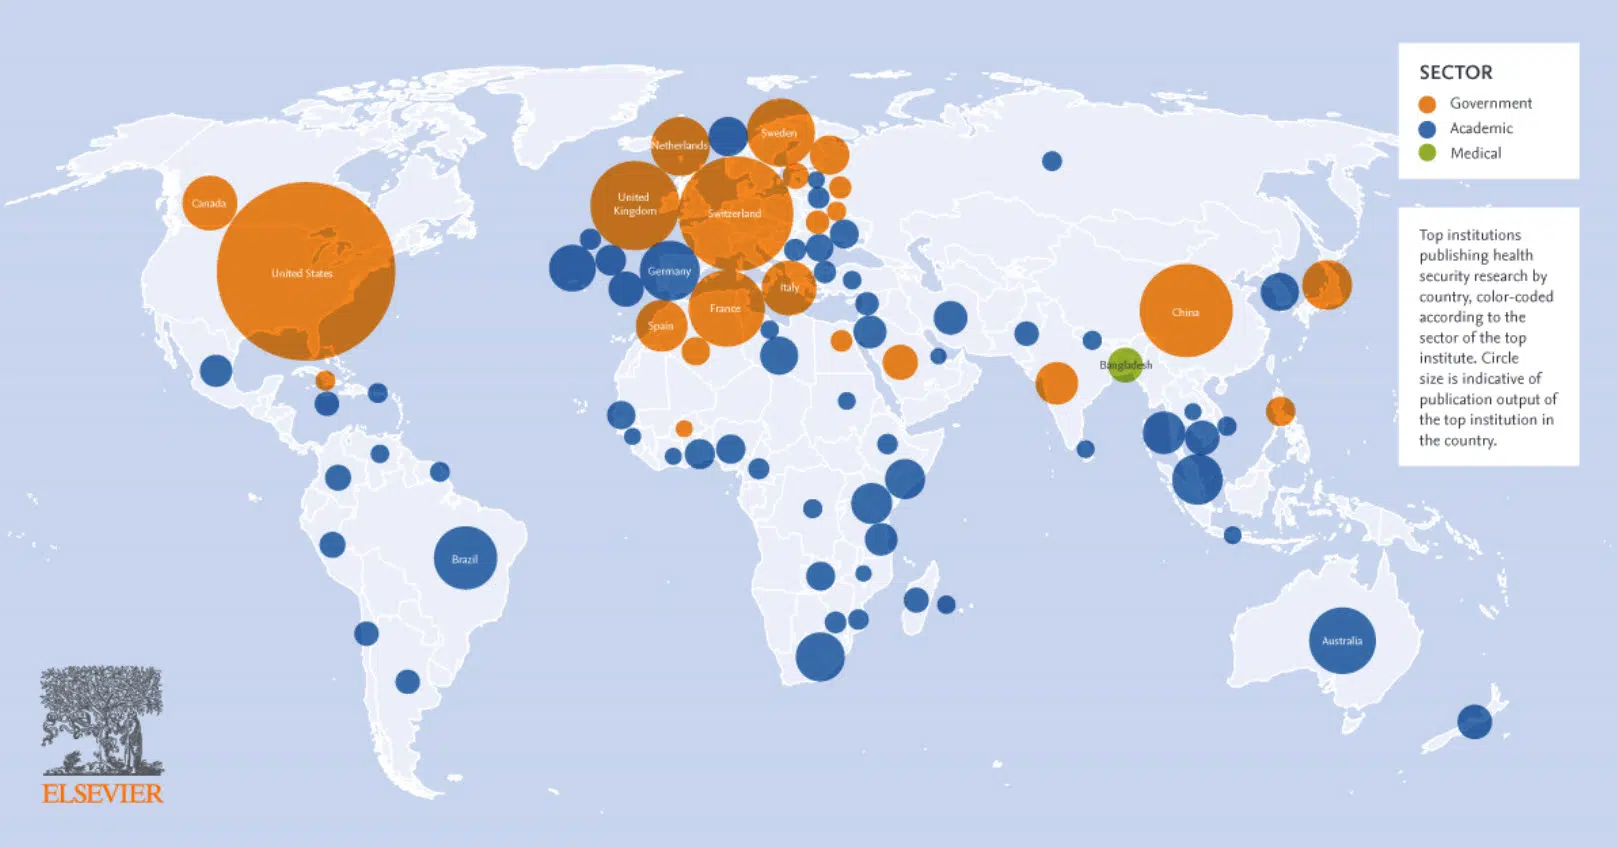 SECTOR
Government
Academic
Medical
Top institutions
publishing health
security research by
country, color-coded
according to the
sector of the top
institute. Circle
size is indicative of
publication output of
the top institution in
the country.
Sweden
Netherlands
Canada
United
Kingdom
Switzerland
United States
Germany
Italy
France
Spain
China
Bangladesh
Brazil
Australia
ELSEVIER